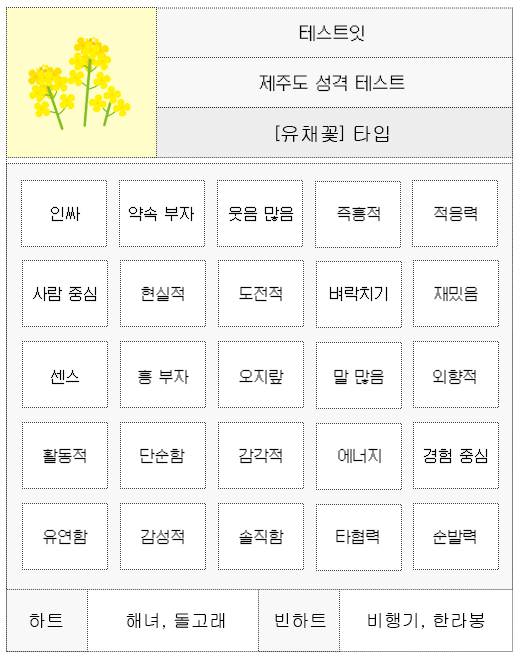 테스트잇
제주도 성격 테스트
[유채꽃] 타입
인싸 약속 부자 웃음 많음 즉흥적 적응력
사람 중심 현실적 도전적 벼락치기 재밌음
센스 흥 부자 오지랖 말 많음 외향적
활동적 단순함 감각적 에너지 경험 중심
유연함 감성적 솔직함 타협력 순발력
하트 해녀, 돌고래 빈하트 비행기, 한라봉